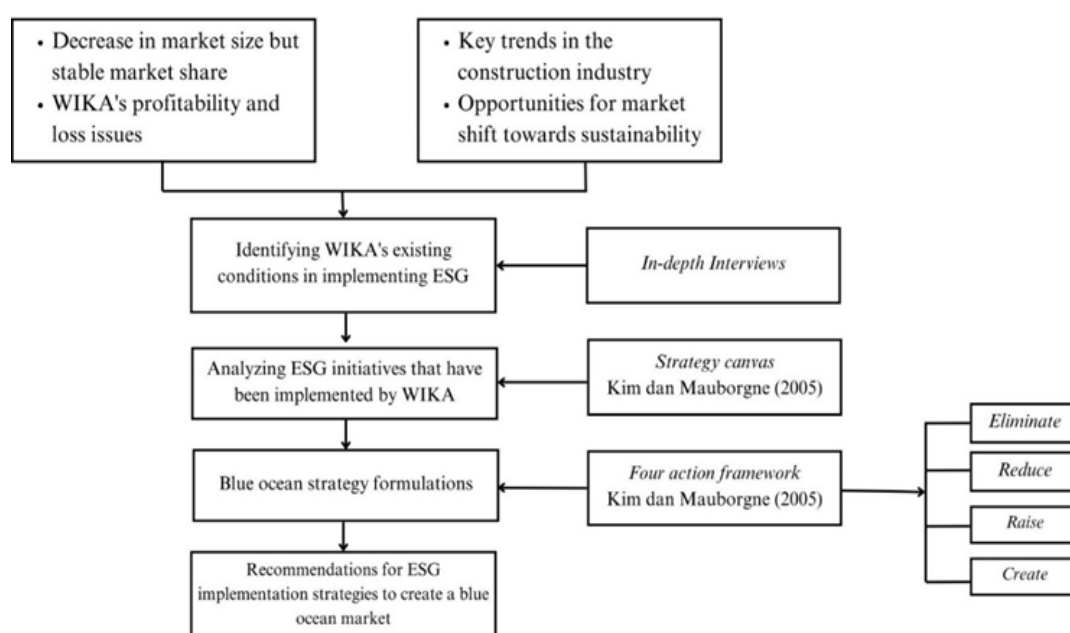 • Decrease in market size but
stable market share
• WIKA's profitability and
loss issues
• Key trends in the
construction industry
• Opportunities for market
shift towards sustainability
Identifying WIKA's existing
conditions in implementing ESG
In-depth Interviews
Analyzing ESG initiatives that have
been implemented by WIKA
Strategy canvas
Kim dan Mauborgne (2005)
Blue ocean strategy formulations
Four action framework
Kim dan Mauborgne (2005)
Eliminate
Reduce
Raise
Create
Recommendations for ESG
implementation strategies to create a blue
ocean market